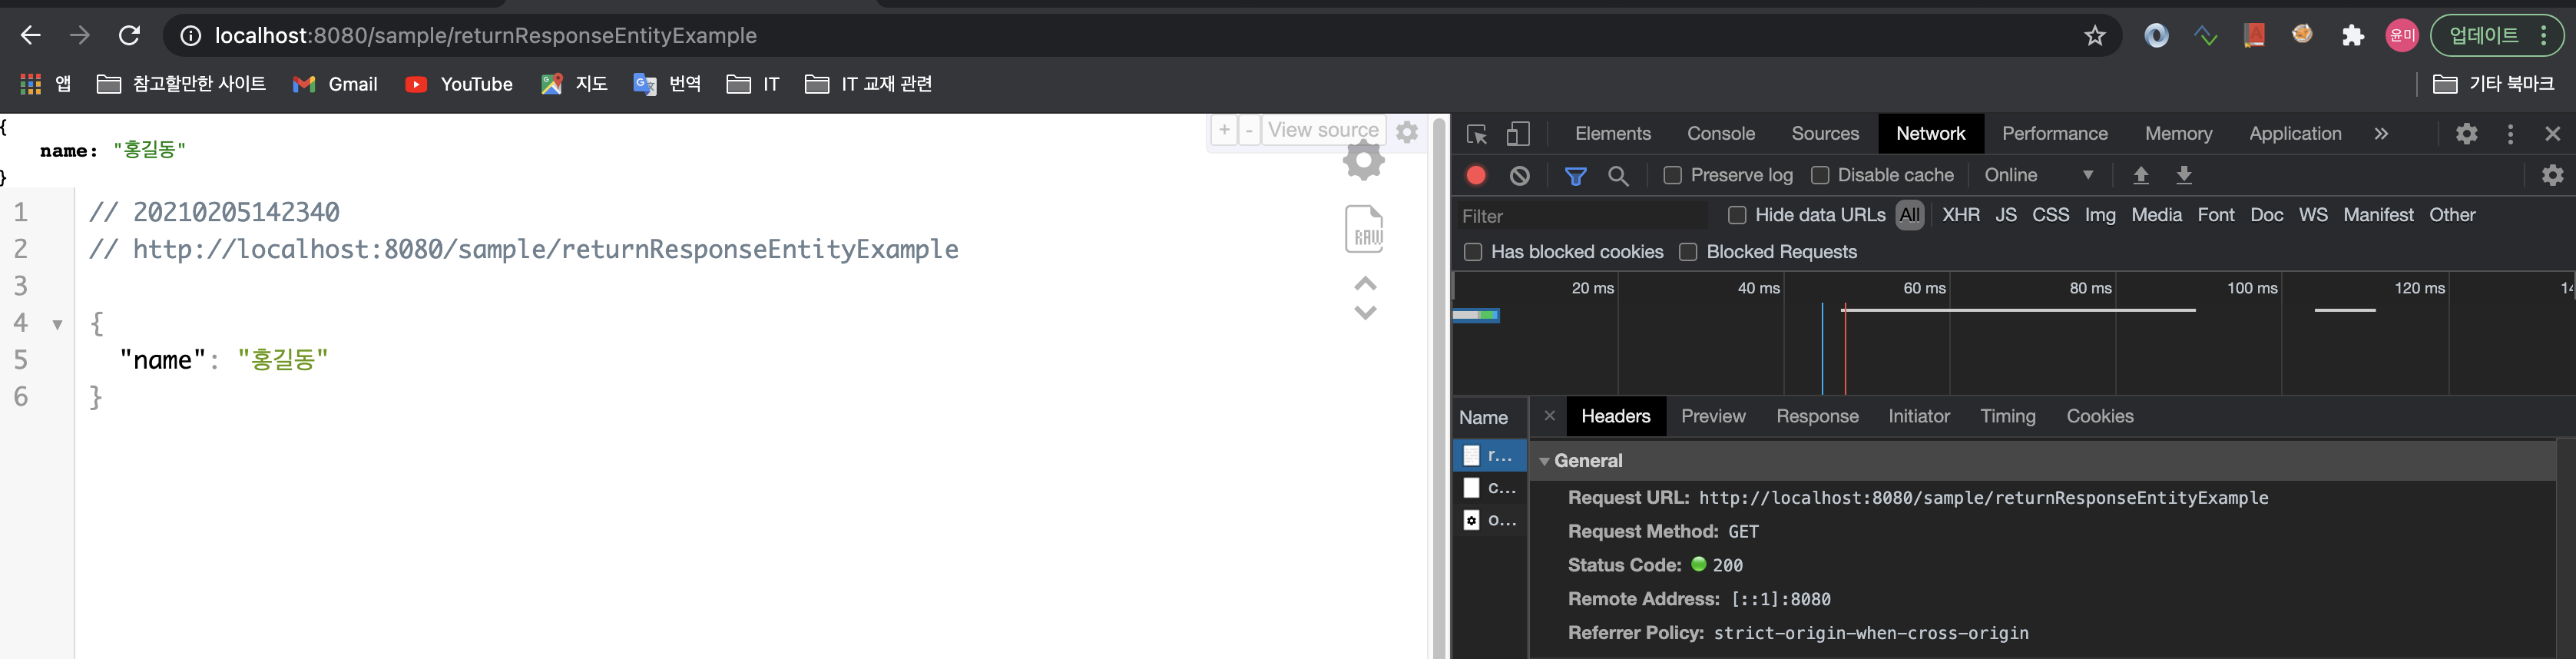 localhost:8080/sample/returnResponseEntityExample
윤미
업데이트
앱
참고할만한 사이트
Gmail
YouTube
지도
번역
IT
IT 교재 관련
기타 북마크
{
name: "홍길동"
}
+ - View source
1 // 20210205142340
2 // http://localhost:8080/sample/returnResponseEntityExample
3
4 {
5 "name": "홍길동"
6 }
RAW
Elements Console Sources Network Performance Memory Application »
Preserve log Disable cache Online
Filter Hide data URLs All XHR JS CSS Img Media Font Doc WS Manifest Other
Has blocked cookies Blocked Requests
20 ms 40 ms 60 ms 80 ms 100 ms 120 ms
Name
r...
c...
o...
Headers Preview Response Initiator Timing Cookies
General
Request URL: http://localhost:8080/sample/returnResponseEntityExample
Request Method: GET
Status Code: 200
Remote Address: [::1]:8080
Referrer Policy: strict-origin-when-cross-origin